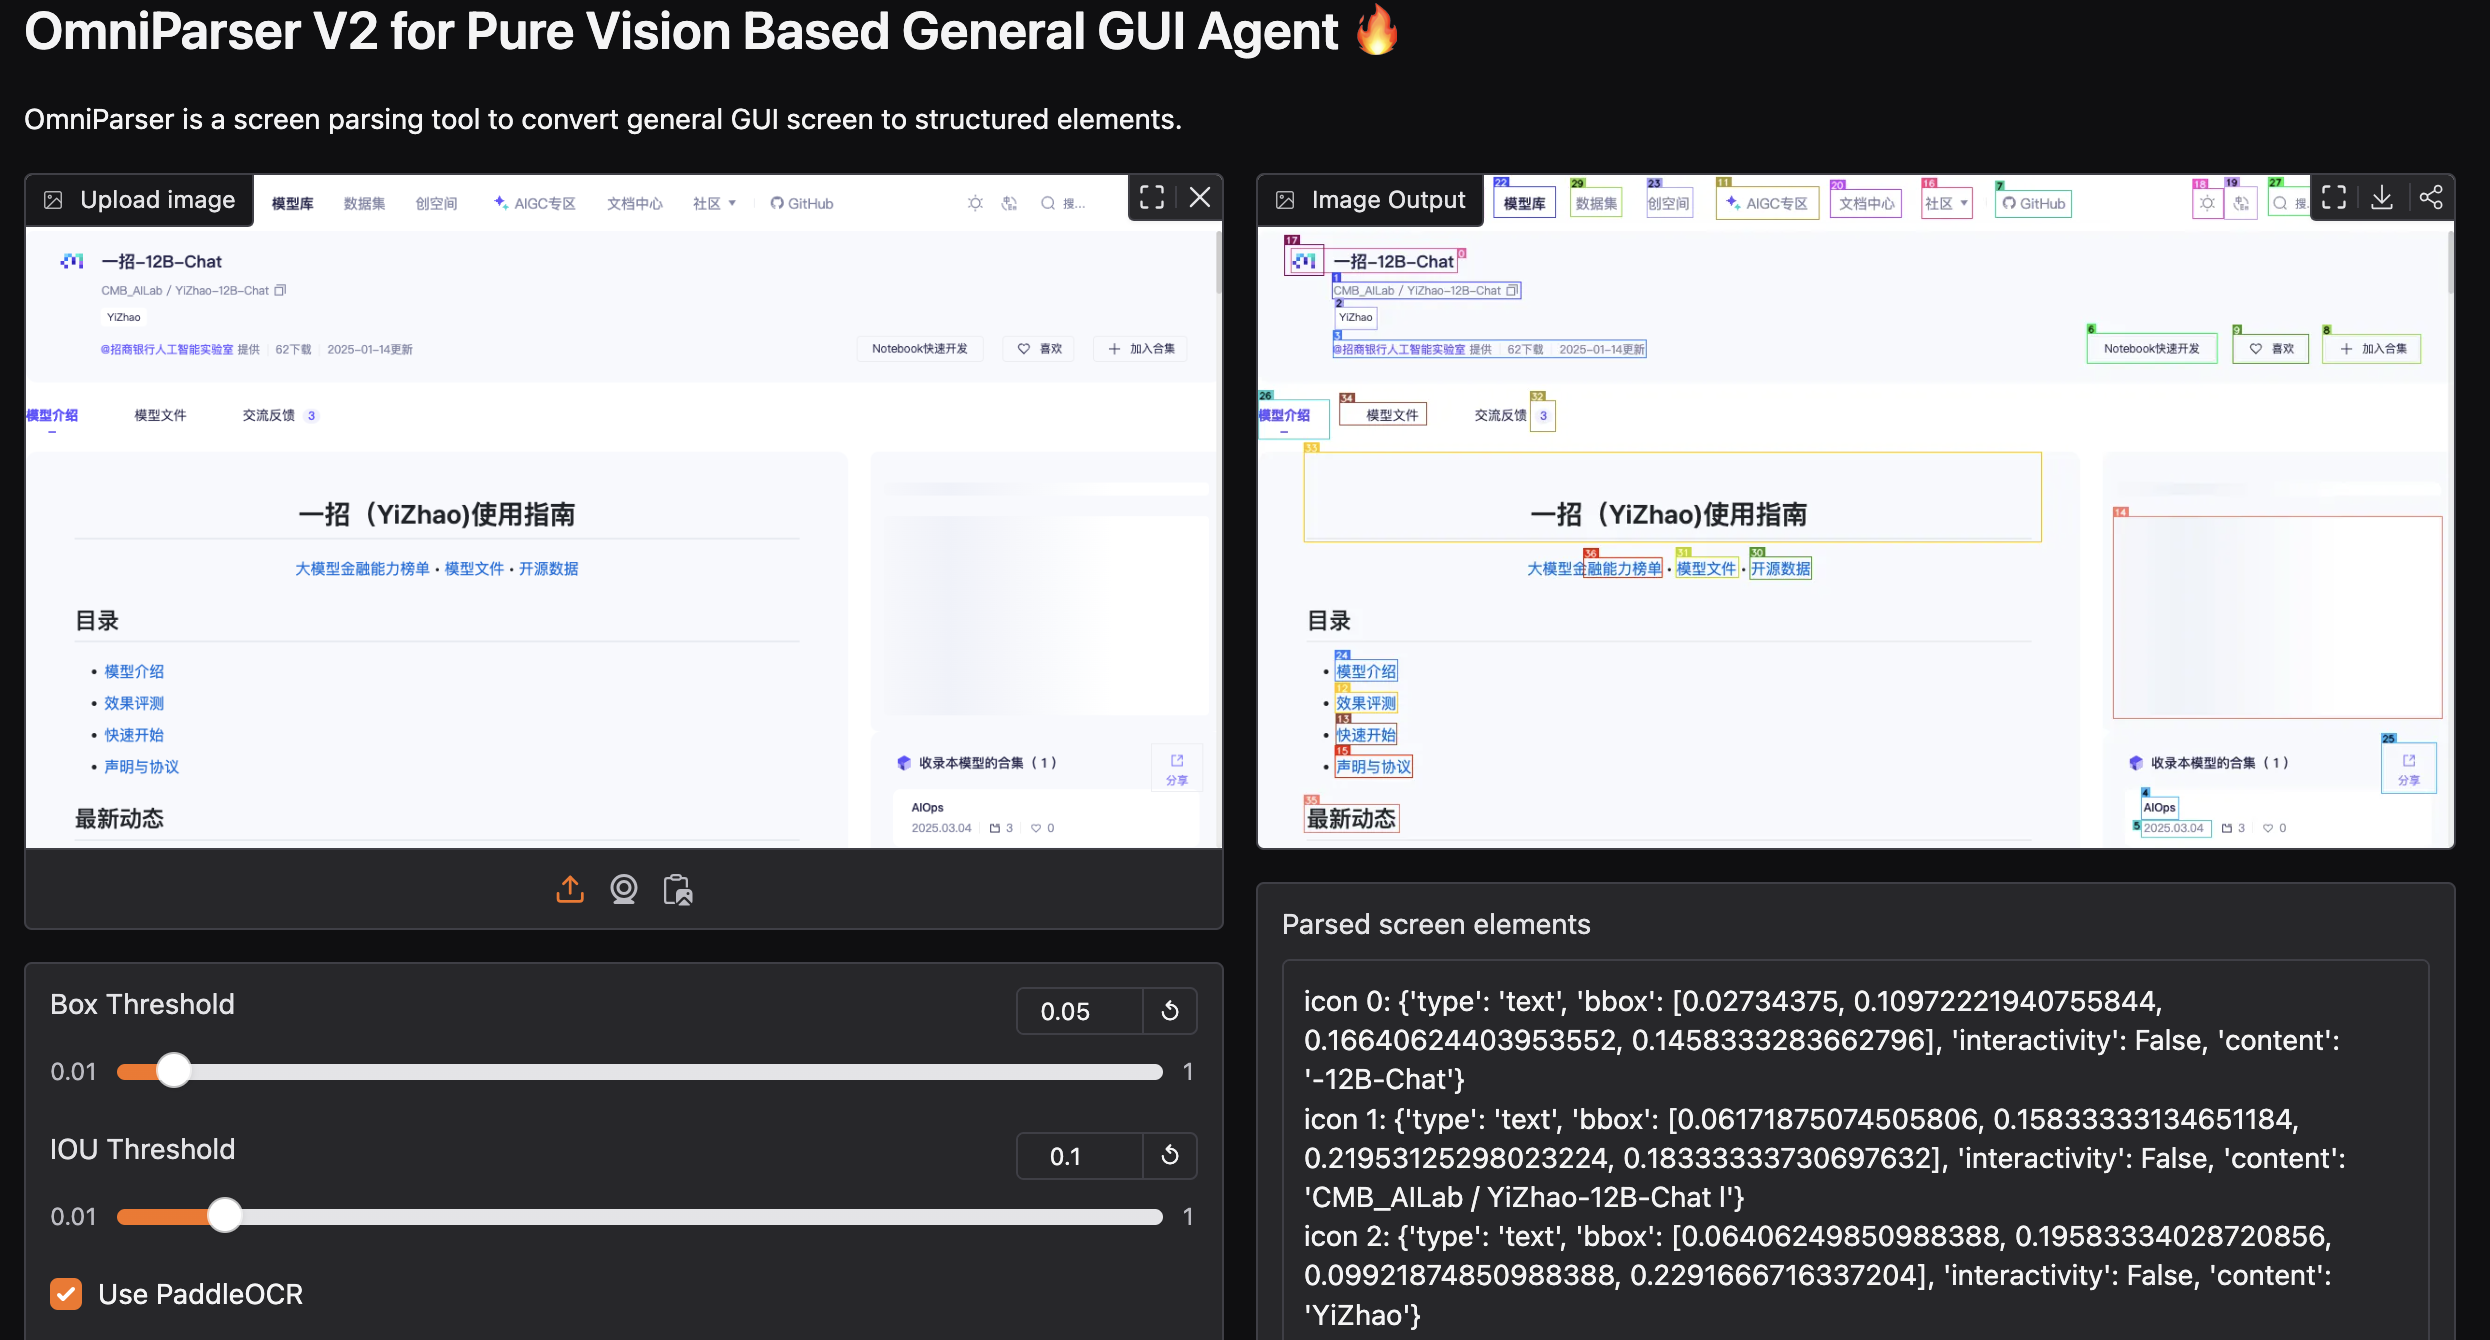 OmniParser V2 for Pure Vision Based General GUI Agent 🔥
OmniParser is a screen parsing tool to convert general GUI screen to structured elements.
Upload image
模型库 数据集 创空间 AIGC专区 文档中心 社区 GitHub 搜...
一招-12B-Chat
CMB_AILab / YiZhao-12B-Chat
YiZhao
@招商银行人工智能实验室 提供 62下载 2025-01-14更新
Notebook快速开发 喜欢 加入合集
模型介绍 模型文件 交流反馈 3
一招（YiZhao)使用指南
大模型金融能力榜单 · 模型文件 · 开源数据
目录
• 模型介绍
• 效果评测
• 快速开始
• 声明与协议
最新动态
收录本模型的合集（1）
分享
AIOps
2025.03.04 3 0
Box Threshold
0.05
0.01 1
IOU Threshold
0.1
0.01 1
Use PaddleOCR
Image Output
22 29 23 11 20 16 7 18 19 27
模型库 数据集 创空间 AIGC专区 文档中心 社区 GitHub 搜
17 0
一招-12B-Chat
1
CMB_AILab / YiZhao-12B-Chat
2
YiZhao
3
@招商银行人工智能实验室 提供 62下载 2025-01-14更新
6 9 8
Notebook快速开发 喜欢 加入合集
26 34 32
模型介绍 模型文件 交流反馈 3
33
一招（YiZhao)使用指南
36 31 30
大模型金融能力榜单 · 模型文件 · 开源数据
14
目录
24
• 模型介绍
12
• 效果评测
13
• 快速开始
15
• 声明与协议
35
最新动态
25
收录本模型的合集（1）
分享
4
AIOps
5
2025.03.04 3 0
Parsed screen elements
icon 0: {'type': 'text', 'bbox': [0.02734375, 0.10972221940755844,
0.16640624403953552, 0.1458333283662796], 'interactivity': False, 'content':
'-12B-Chat'}
icon 1: {'type': 'text', 'bbox': [0.06171875074505806, 0.15833333134651184,
0.21953125298023224, 0.18333333730697632], 'interactivity': False, 'content':
'CMB_AILab / YiZhao-12B-Chat l'}
icon 2: {'type': 'text', 'bbox': [0.06406249850988388, 0.19583334028720856,
0.09921874850988388, 0.2291666716337204], 'interactivity': False, 'content':
'YiZhao'}